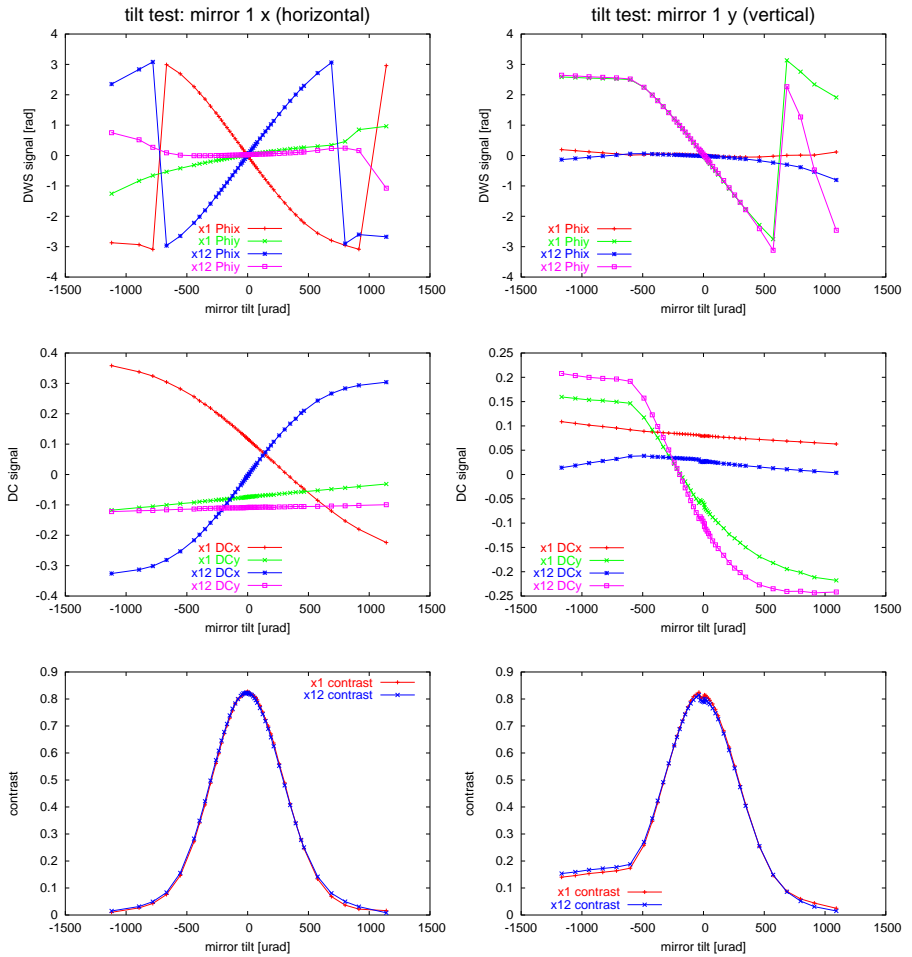 tilt test: mirror 1 x (horizontal)
4
3
2
1
0
-1
-2
-3
-4
DWS signal [rad]
x1 Phix
x1 Phiy
x12 Phix
x12 Phiy
-1500 -1000 -500 0 500 1000 1500
mirror tilt [urad]
tilt test: mirror 1 y (vertical)
4
3
2
1
0
-1
-2
-3
-4
DWS signal [rad]
x1 Phix
x1 Phiy
x12 Phix
x12 Phiy
-1500 -1000 -500 0 500 1000 1500
mirror tilt [urad]
0.4
0.3
0.2
0.1
0
-0.1
-0.2
-0.3
-0.4
DC signal
x1 DCx
x1 DCy
x12 DCx
x12 DCy
-1500 -1000 -500 0 500 1000 1500
mirror tilt [urad]
0.25
0.2
0.15
0.1
0.05
0
-0.05
-0.1
-0.15
-0.2
-0.25
DC signal
x1 DCx
x1 DCy
x12 DCx
x12 DCy
-1500 -1000 -500 0 500 1000 1500
mirror tilt [urad]
0.9
0.8
0.7
0.6
0.5
0.4
0.3
0.2
0.1
0
contrast
x1 contrast
x12 contrast
-1500 -1000 -500 0 500 1000 1500
mirror tilt [urad]
0.9
0.8
0.7
0.6
0.5
0.4
0.3
0.2
0.1
0
contrast
x1 contrast
x12 contrast
-1500 -1000 -500 0 500 1000 1500
mirror tilt [urad]